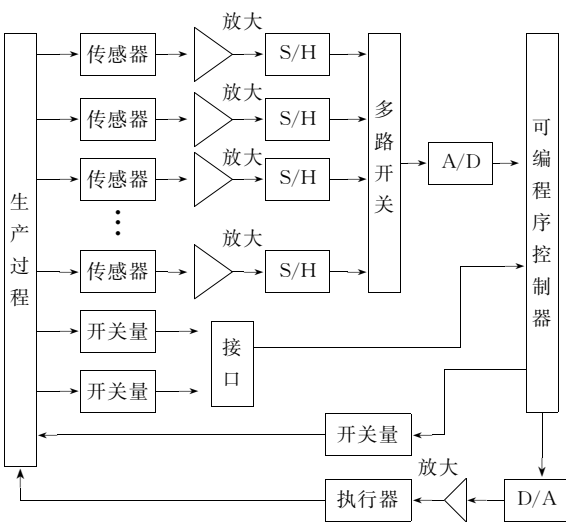 生产过程
传感器
放大
S/H
传感器
放大
S/H
传感器
放大
S/H
传感器
放大
S/H
多路开关
A/D
可编程序控制器
开关量
开关量
接口
开关量
执行器
放大
D/A